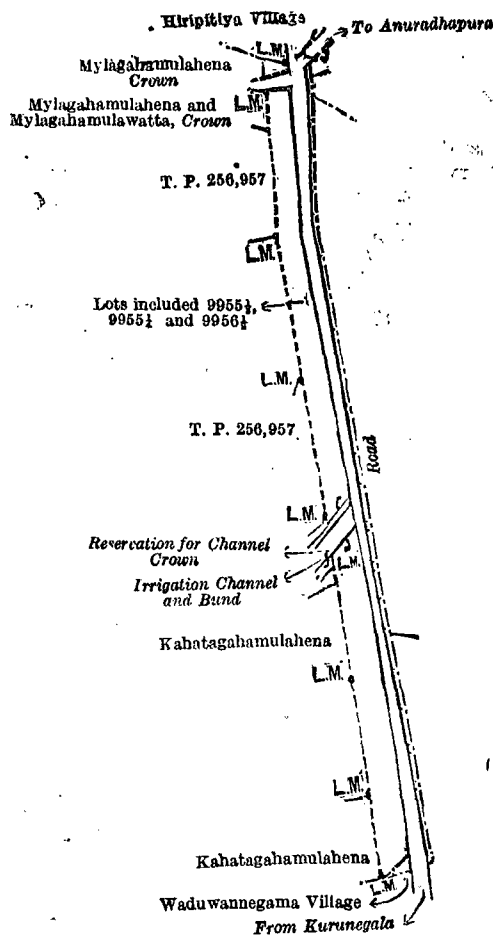 Hiripitiya Village
To Anuradhapura
L.M.
Mylagahamulahena
Crown
L.M.
Mylagahamulahena and
Mylagahamulawatta, Crown
T. P. 256,957
L.M.
Lots included 9955½,
9955¼ and 9956½
L.M.
T. P. 256,957
Road
L.M.
Reservation for Channel
Crown
L.M.
Irrigation Channel
and Bund
Kahatagahamulahena
L.M.
L.M.
Kahatagahamulahena
L.M.
Waduwannegama Village
From Kurunegala